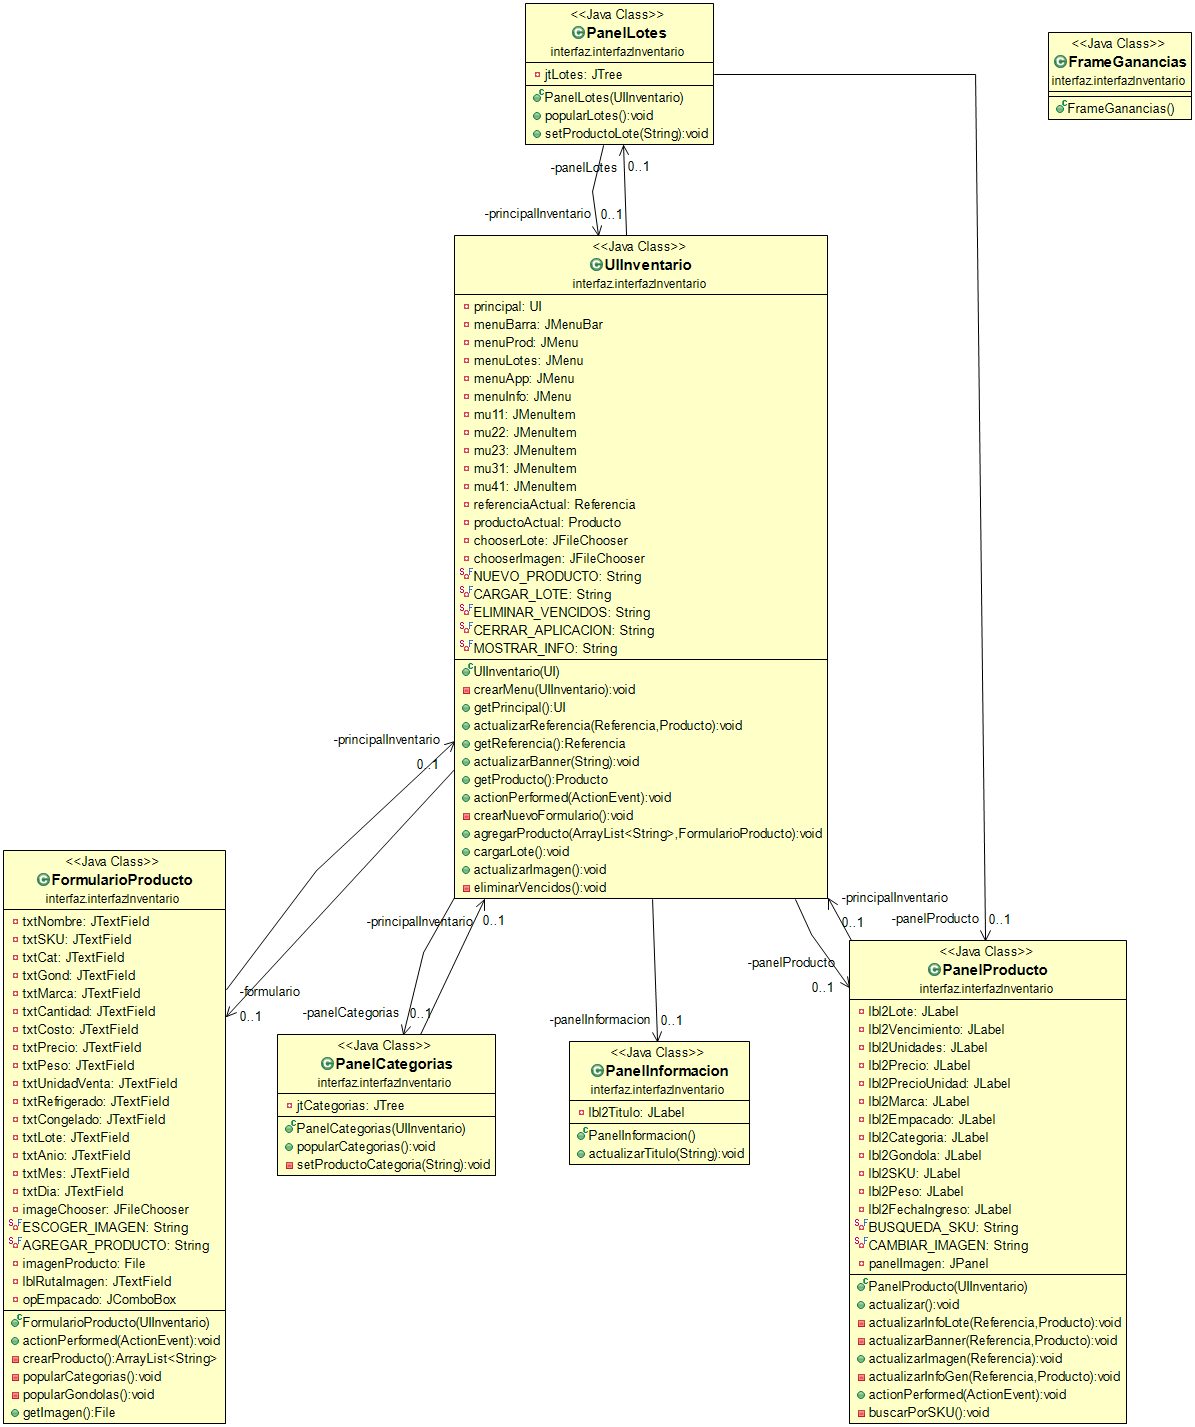 <<Java Class>>
PanelLotes
interfaz.interfazInventario
jtLotes: JTree
PanelLotes(UIInventario)
popularLotes():void
setProductoLote(String):void
<<Java Class>>
FrameGanancias
interfaz.interfazInventario
FrameGanancias()
-panelLotes
0..1
-principalInventario
0..1
<<Java Class>>
UIInventario
interfaz.interfazInventario
principal: UI
menuBarra: JMenuBar
menuProd: JMenu
menuLotes: JMenu
menuApp: JMenu
menuInfo: JMenu
mu11: JMenuItem
mu22: JMenuItem
mu23: JMenuItem
mu31: JMenuItem
mu41: JMenuItem
referenciaActual: Referencia
productoActual: Producto
chooserLote: JFileChooser
chooserImagen: JFileChooser
NUEVO_PRODUCTO: String
CARGAR_LOTE: String
ELIMINAR_VENCIDOS: String
CERRAR_APLICACION: String
MOSTRAR_INFO: String
UIInventario(UI)
crearMenu(UIInventario):void
getPrincipal():UI
actualizarReferencia(Referencia,Producto):void
getReferencia():Referencia
actualizarBanner(String):void
getProducto():Producto
actionPerformed(ActionEvent):void
crearNuevoFormulario():void
agregarProducto(ArrayList<String>,FormularioProducto):void
cargarLote():void
actualizarImagen():void
eliminarVencidos():void
-principalInventario
0..1
-formulario
0..1
-principalInventario
0..1
-panelCategorias
0..1
-panelInformacion
0..1
-principalInventario
0..1
-panelProducto
0..1
-panelProducto
0..1
<<Java Class>>
FormularioProducto
interfaz.interfazInventario
txtNombre: JTextField
txtSKU: JTextField
txtCat: JTextField
txtGond: JTextField
txtMarca: JTextField
txtCantidad: JTextField
txtCosto: JTextField
txtPrecio: JTextField
txtPeso: JTextField
txtUnidadVenta: JTextField
txtRefrigerado: JTextField
txtCongelado: JTextField
txtLote: JTextField
txtAnio: JTextField
txtMes: JTextField
txtDia: JTextField
imageChooser: JFileChooser
ESCOGER_IMAGEN: String
AGREGAR_PRODUCTO: String
imagenProducto: File
lblRutaImagen: JTextField
opEmpacado: JComboBox
FormularioProducto(UIInventario)
actionPerformed(ActionEvent):void
crearProducto():ArrayList<String>
popularCategorias():void
popularGondolas():void
getImagen():File
<<Java Class>>
PanelCategorias
interfaz.interfazInventario
jtCategorias: JTree
PanelCategorias(UIInventario)
popularCategorias():void
setProductoCategoria(String):void
<<Java Class>>
PanelInformacion
interfaz.interfazInventario
lbl2Titulo: JLabel
PanelInformacion()
actualizarTitulo(String):void
<<Java Class>>
PanelProducto
interfaz.interfazInventario
lbl2Lote: JLabel
lbl2Vencimiento: JLabel
lbl2Unidades: JLabel
lbl2Precio: JLabel
lbl2PrecioUnidad: JLabel
lbl2Marca: JLabel
lbl2Empacado: JLabel
lbl2Categoria: JLabel
lbl2Gondola: JLabel
lbl2SKU: JLabel
lbl2Peso: JLabel
lbl2FechaIngreso: JLabel
BUSQUEDA_SKU: String
CAMBIAR_IMAGEN: String
panelImagen: JPanel
PanelProducto(UIInventario)
actualizar():void
actualizarInfoLote(Referencia,Producto):void
actualizarBanner(Referencia,Producto):void
actualizarImagen(Referencia):void
actualizarInfoGen(Referencia,Producto):void
actionPerformed(ActionEvent):void
buscarPorSKU():void